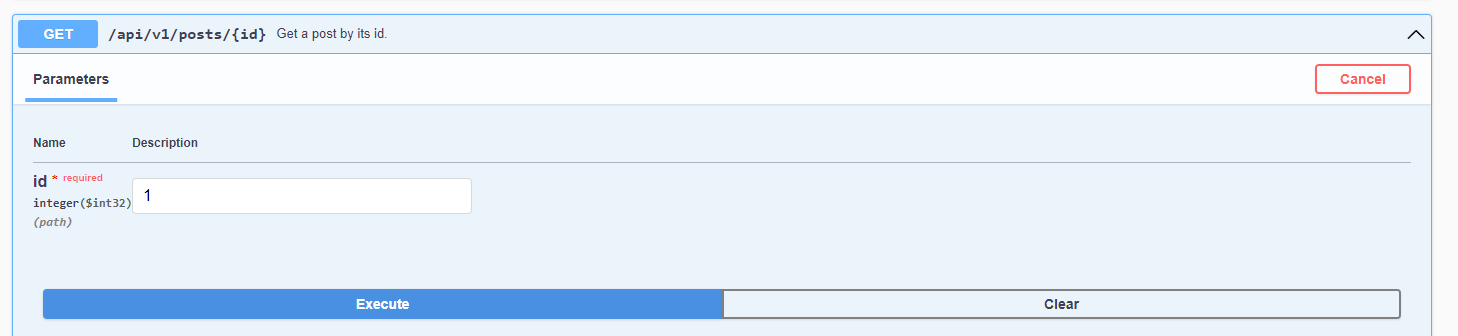 GET /api/v1/posts/{id} Get a post by its id.
Parameters Cancel
Name Description
id * required
integer($int32) 1
(path)
Execute Clear